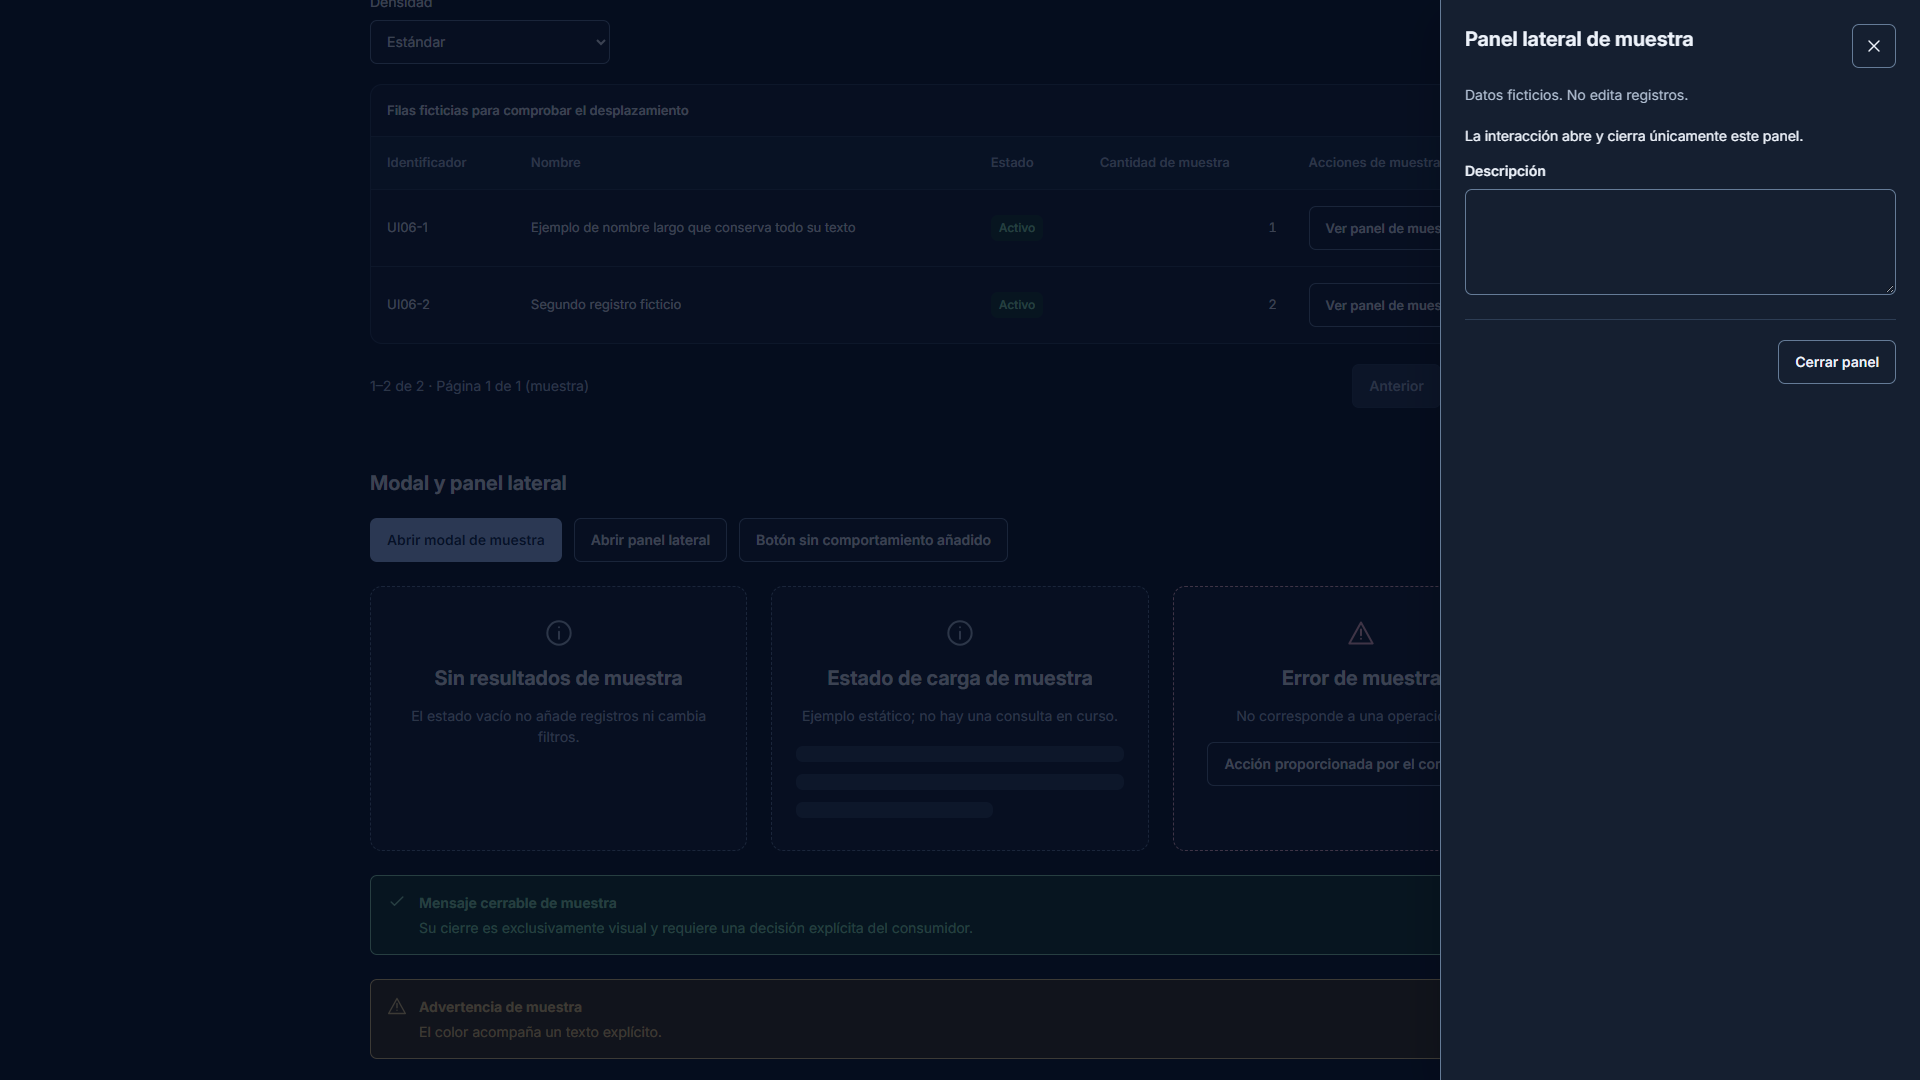 Densidad
Estándar
Filas ficticias para comprobar el desplazamiento
Identificador Nombre Estado Cantidad de muestra Acciones de muestra
UI06-1 Ejemplo de nombre largo que conserva todo su texto Activo 1 Ver panel de mues
UI06-2 Segundo registro ficticio Activo 2 Ver panel de mues
1–2 de 2 · Página 1 de 1 (muestra) Anterior
Modal y panel lateral
Abrir modal de muestra Abrir panel lateral Botón sin comportamiento añadido
Sin resultados de muestra
El estado vacío no añade registros ni cambia
filtros.
Estado de carga de muestra
Ejemplo estático; no hay una consulta en curso.
Error de muestra
No corresponde a una operació
Acción proporcionada por el con
Mensaje cerrable de muestra
Su cierre es exclusivamente visual y requiere una decisión explícita del consumidor.
Advertencia de muestra
El color acompaña un texto explícito.
Panel lateral de muestra
Datos ficticios. No edita registros.
La interacción abre y cierra únicamente este panel.
Descripción
Cerrar panel